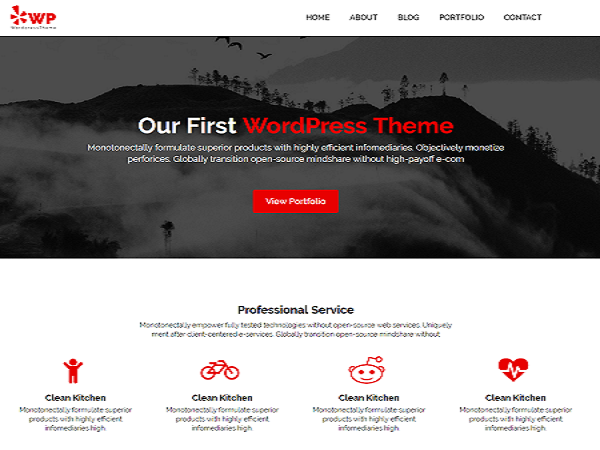 WP
WordpressTheme
HOME ABOUT BLOG PORTFOLIO CONTACT
Our First WordPress Theme
Monotonectally formulate superior products with highly efficient infomediaries. Objectively monetize
perforices. Globally transition open-source mindshare without high-payoff e-com
View Portfolio
Professional Service
Monotonectally empower fully tested technologies without open-source web services. Uniquely
ment after client-centered e-services. Globally transition open-source mindshare without
Clean Kitchen
Monotonectally formulate superior
products with highly efficient
infomediaries high.
Clean Kitchen
Monotonectally formulate superior
products with highly efficient
infomediaries high.
Clean Kitchen
Monotonectally formulate superior
products with highly efficient
infomediaries high.
Clean Kitchen
Monotonectally formulate superior
products with highly efficient
infomediaries high.